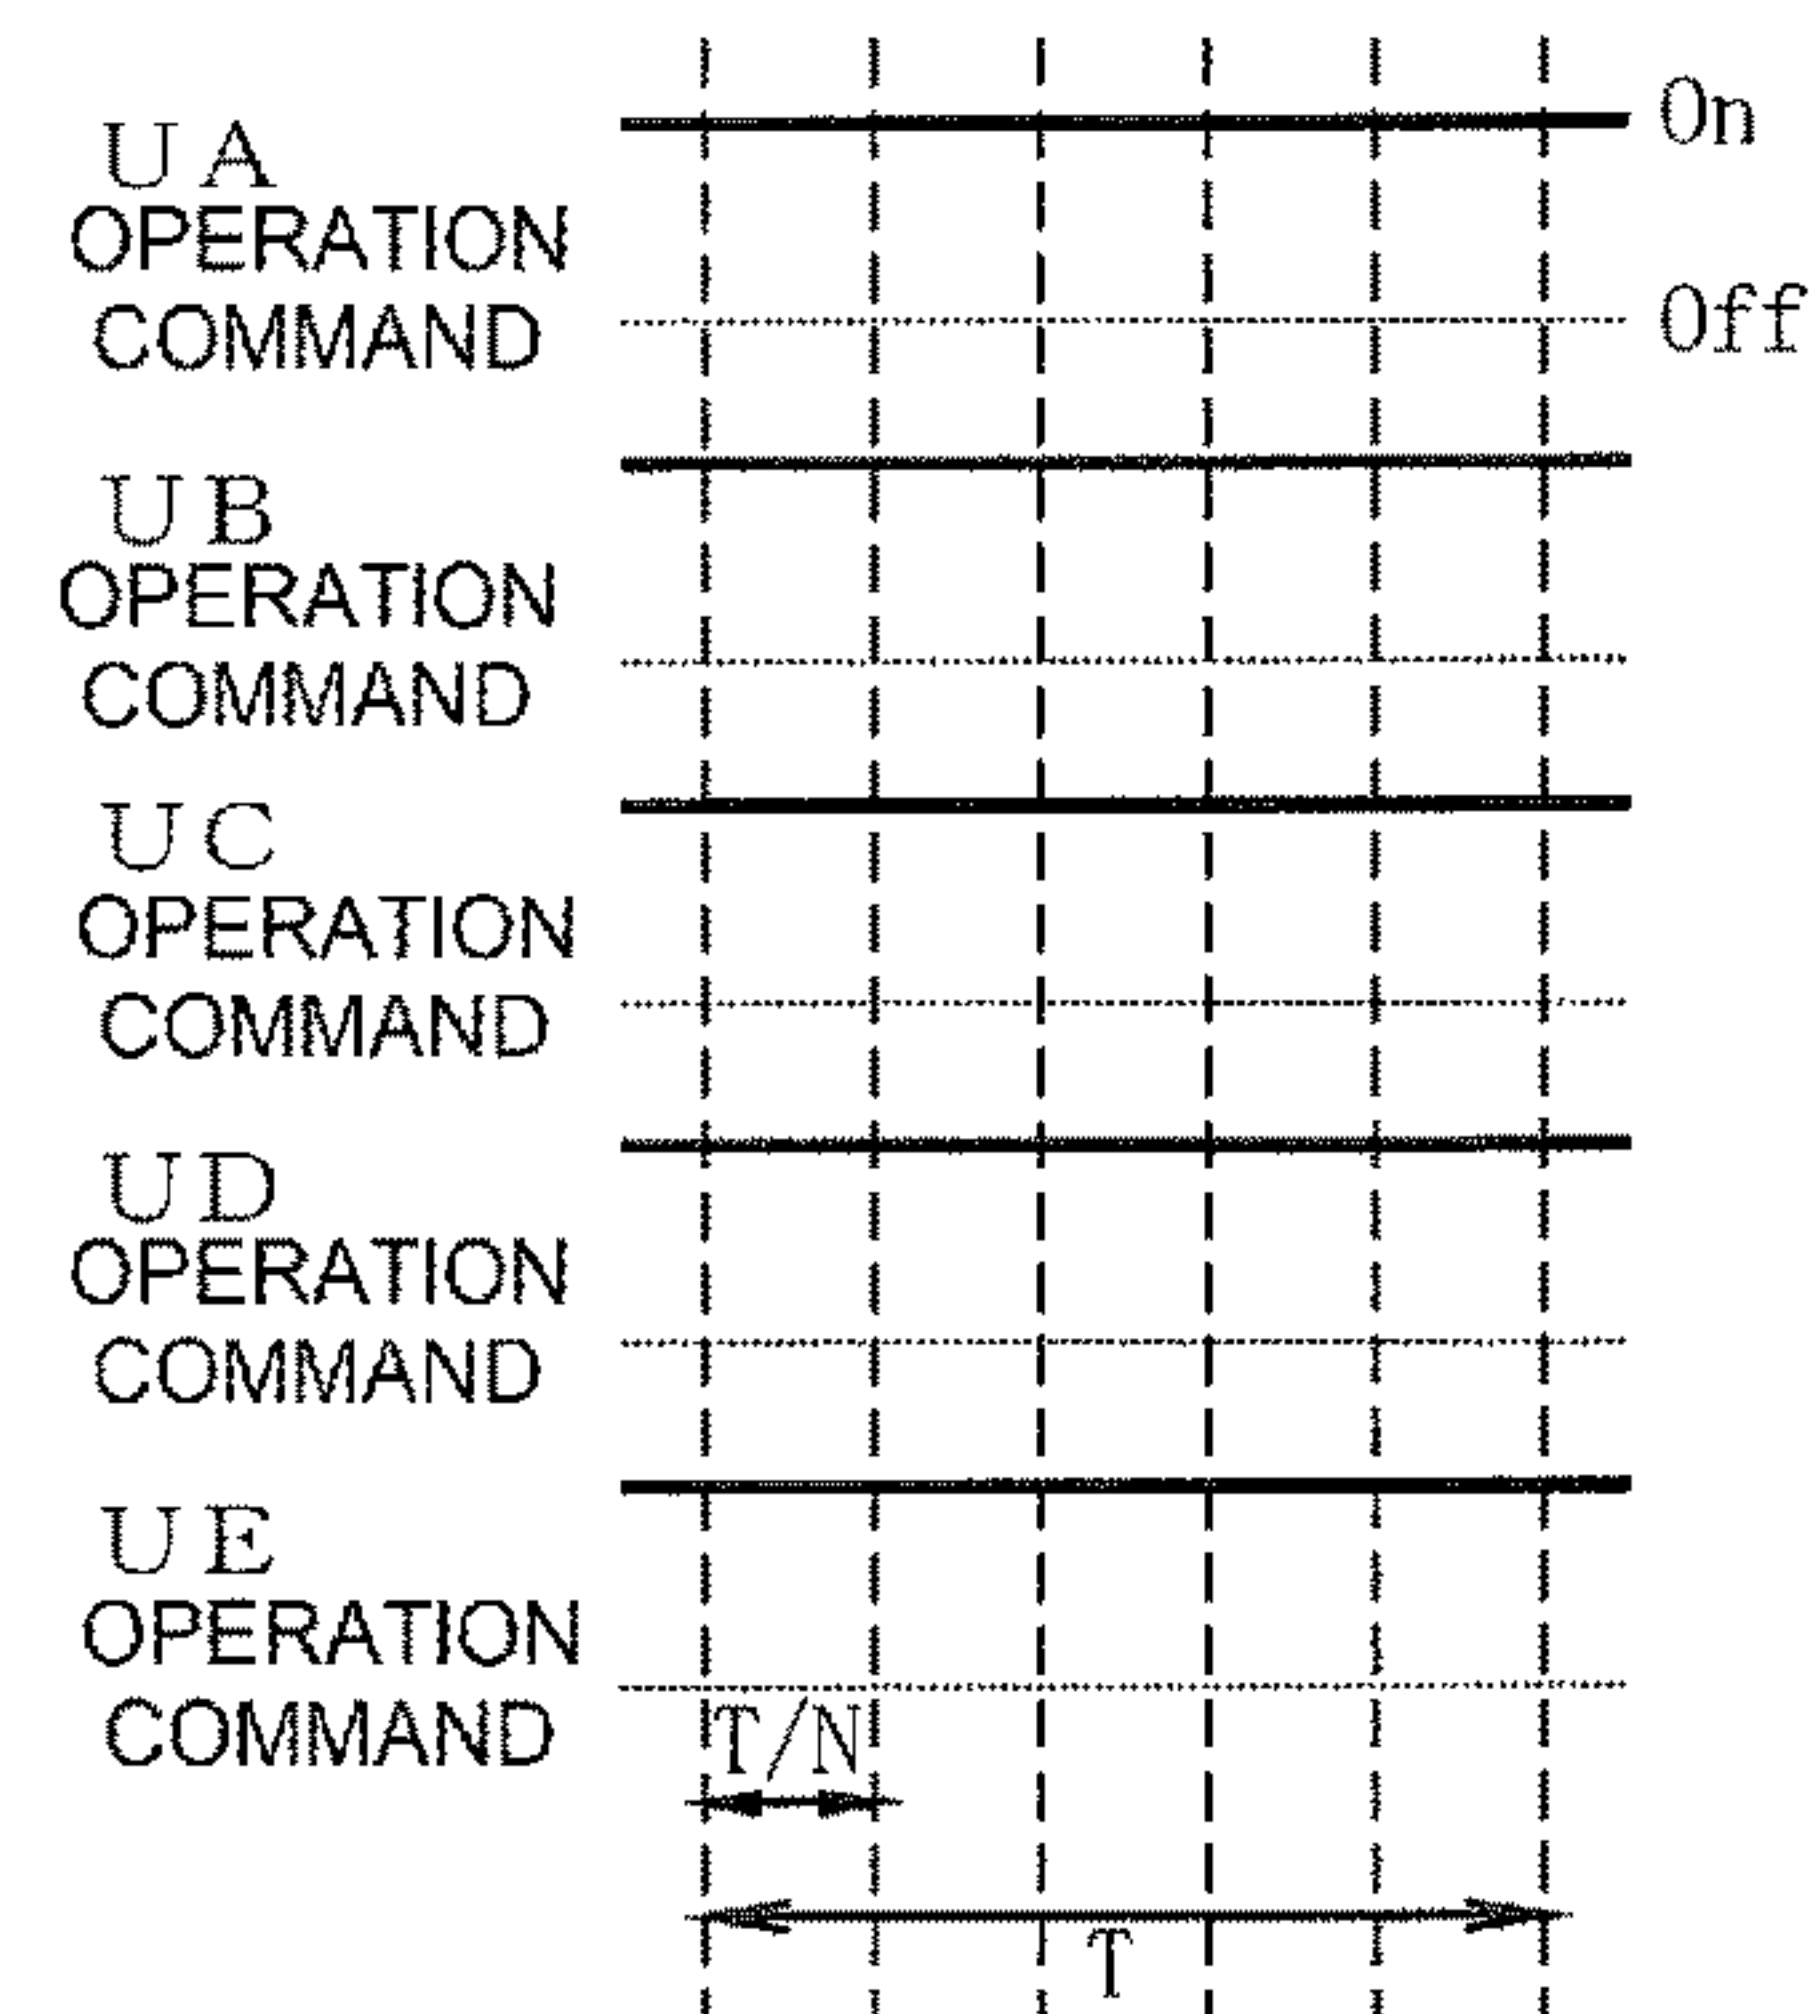 UA
OPERATION
COMMAND
On
Off
UB
OPERATION
COMMAND
UC
OPERATION
COMMAND
UD
OPERATION
COMMAND
UE
OPERATION
COMMAND
T/N
T